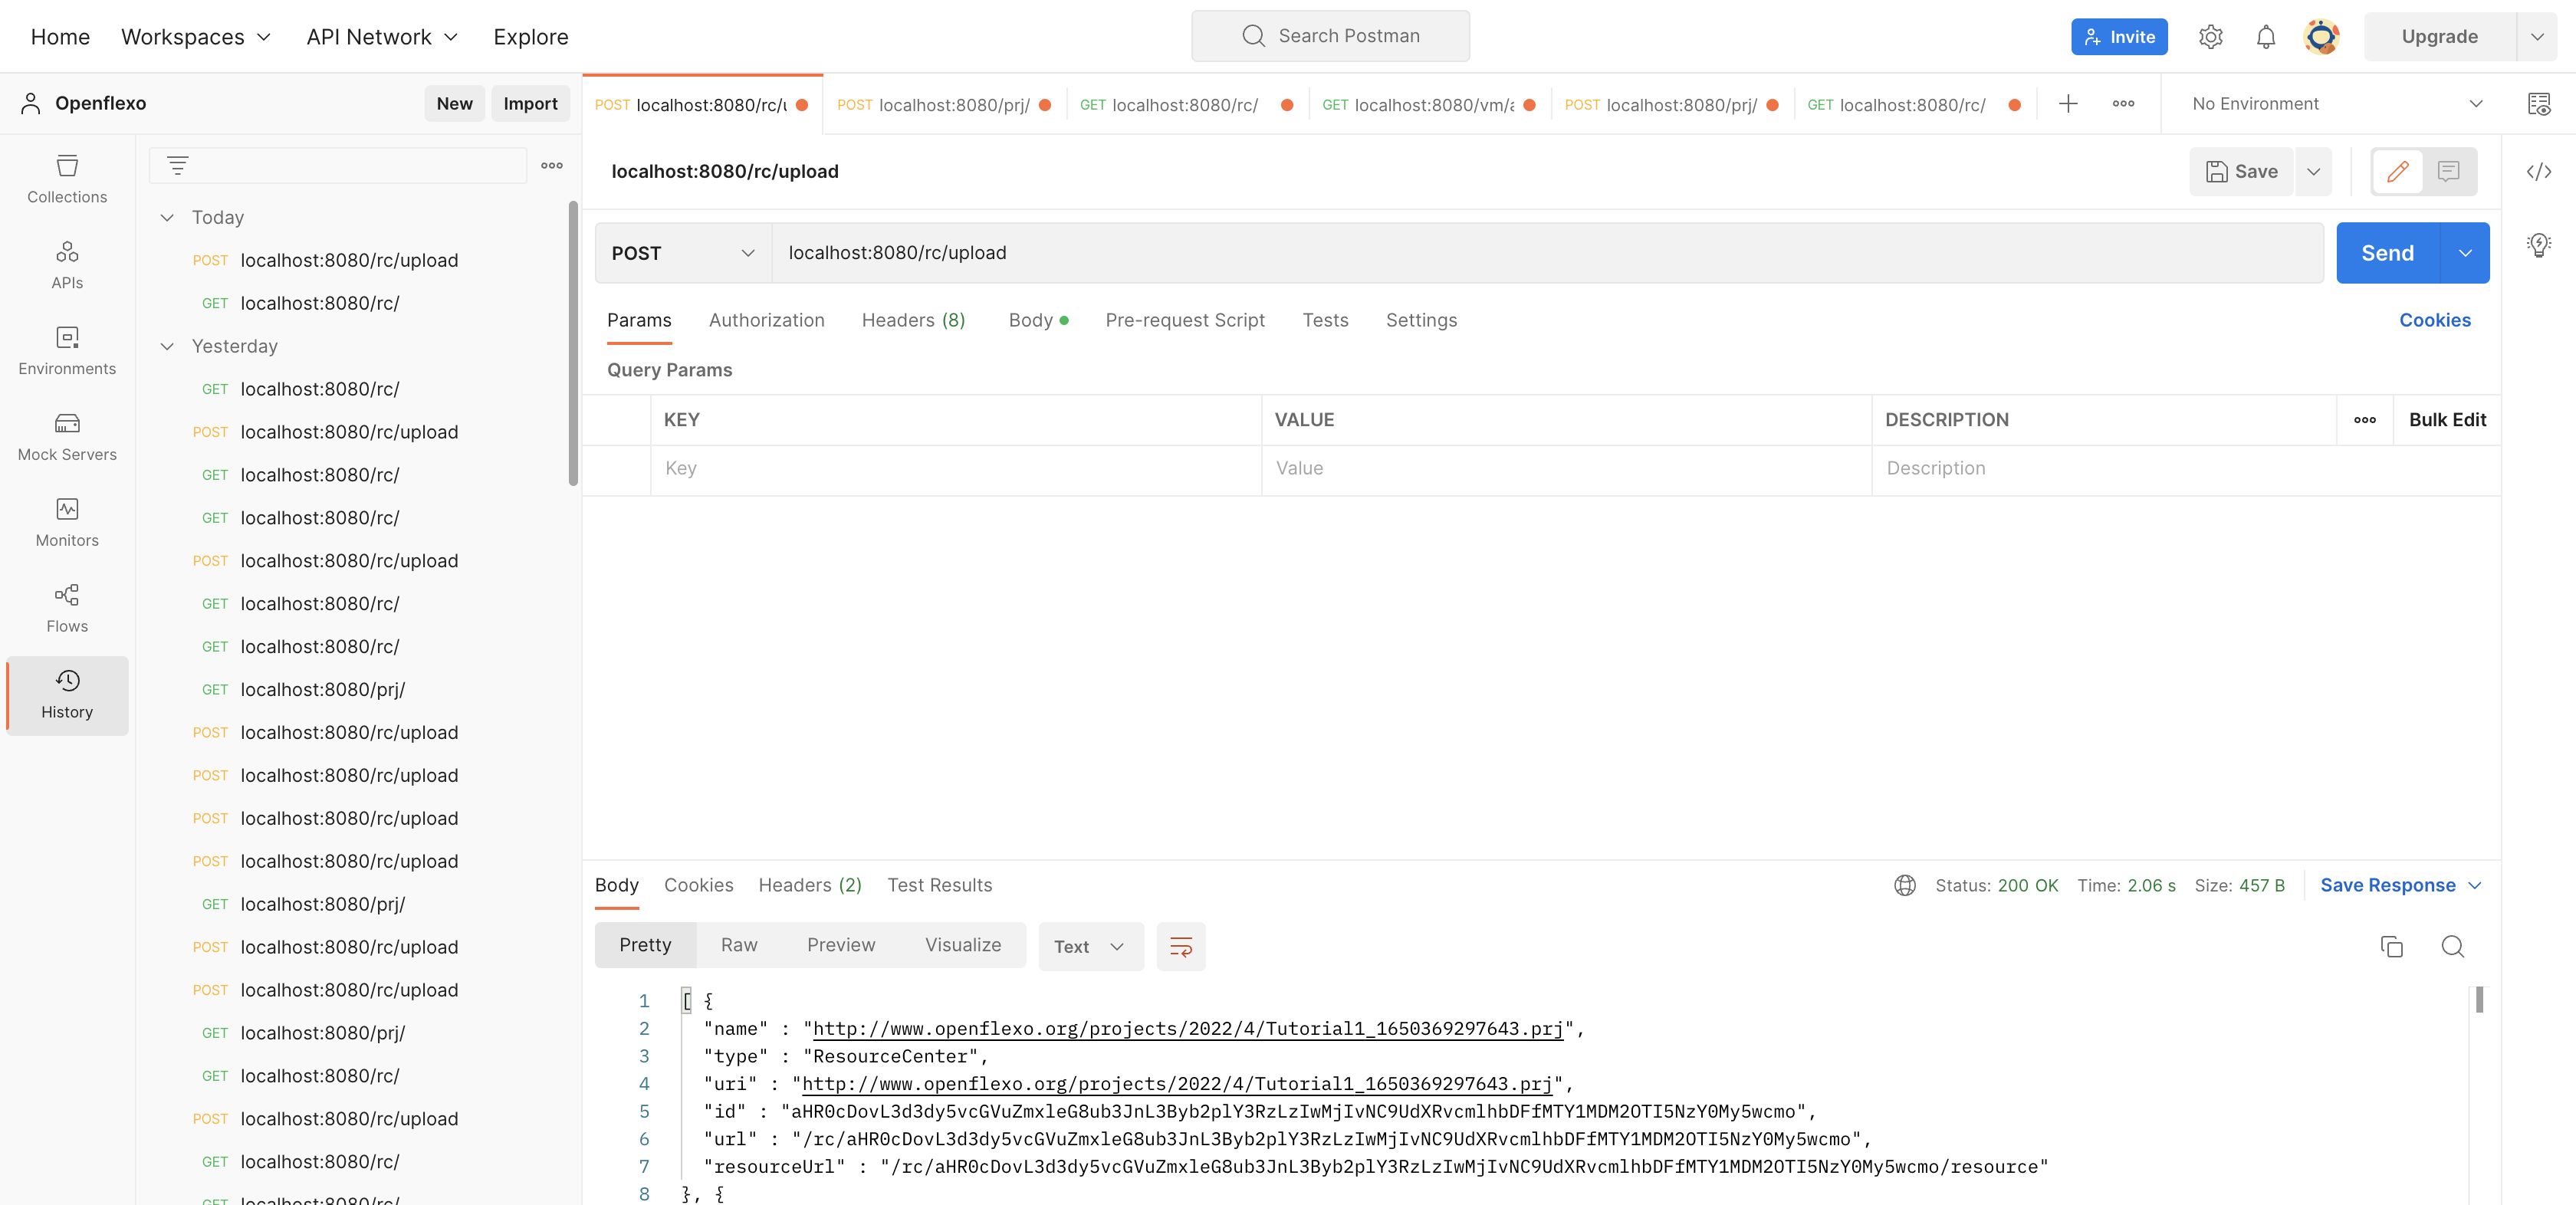 Home Workspaces API Network Explore Search Postman Invite Upgrade
Openflexo New Import
POST localhost:8080/rc/u POST localhost:8080/prj/ GET localhost:8080/rc/ GET localhost:8080/vm/a POST localhost:8080/prj/ GET localhost:8080/rc/ No Environment
Collections
APIs
Environments
Mock Servers
Monitors
Flows
History
Today
POST localhost:8080/rc/upload
GET localhost:8080/rc/
Yesterday
GET localhost:8080/rc/
POST localhost:8080/rc/upload
GET localhost:8080/rc/
GET localhost:8080/rc/
POST localhost:8080/rc/upload
GET localhost:8080/rc/
GET localhost:8080/rc/
GET localhost:8080/prj/
POST localhost:8080/rc/upload
POST localhost:8080/rc/upload
POST localhost:8080/rc/upload
POST localhost:8080/rc/upload
GET localhost:8080/prj/
POST localhost:8080/rc/upload
POST localhost:8080/rc/upload
GET localhost:8080/prj/
GET localhost:8080/rc/
POST localhost:8080/rc/upload
GET localhost:8080/rc/
GET localhost:8080/rc/
localhost:8080/rc/upload Save
POST localhost:8080/rc/upload Send
Params Authorization Headers (8) Body Pre-request Script Tests Settings Cookies
Query Params
KEY VALUE DESCRIPTION Bulk Edit
Key Value Description
Body Cookies Headers (2) Test Results Status: 200 OK Time: 2.06 s Size: 457 B Save Response
Pretty Raw Preview Visualize Text
1 [ {
2 "name" : "http://www.openflexo.org/projects/2022/4/Tutorial1_1650369297643.prj",
3 "type" : "ResourceCenter",
4 "uri" : "http://www.openflexo.org/projects/2022/4/Tutorial1_1650369297643.prj",
5 "id" : "aHR0cDovL3d3dy5vcGVuZmxleG8ub3JnL3Byb2plY3RzLzIwMjIvNC9UdXRvcmlhbDFfMTY1MDM2OTI5NzY0My5wcmo",
6 "url" : "/rc/aHR0cDovL3d3dy5vcGVuZmxleG8ub3JnL3Byb2plY3RzLzIwMjIvNC9UdXRvcmlhbDFfMTY1MDM2OTI5NzY0My5wcmo",
7 "resourceUrl" : "/rc/aHR0cDovL3d3dy5vcGVuZmxleG8ub3JnL3Byb2plY3RzLzIwMjIvNC9UdXRvcmlhbDFfMTY1MDM2OTI5NzY0My5wcmo/resource"
8 }, {